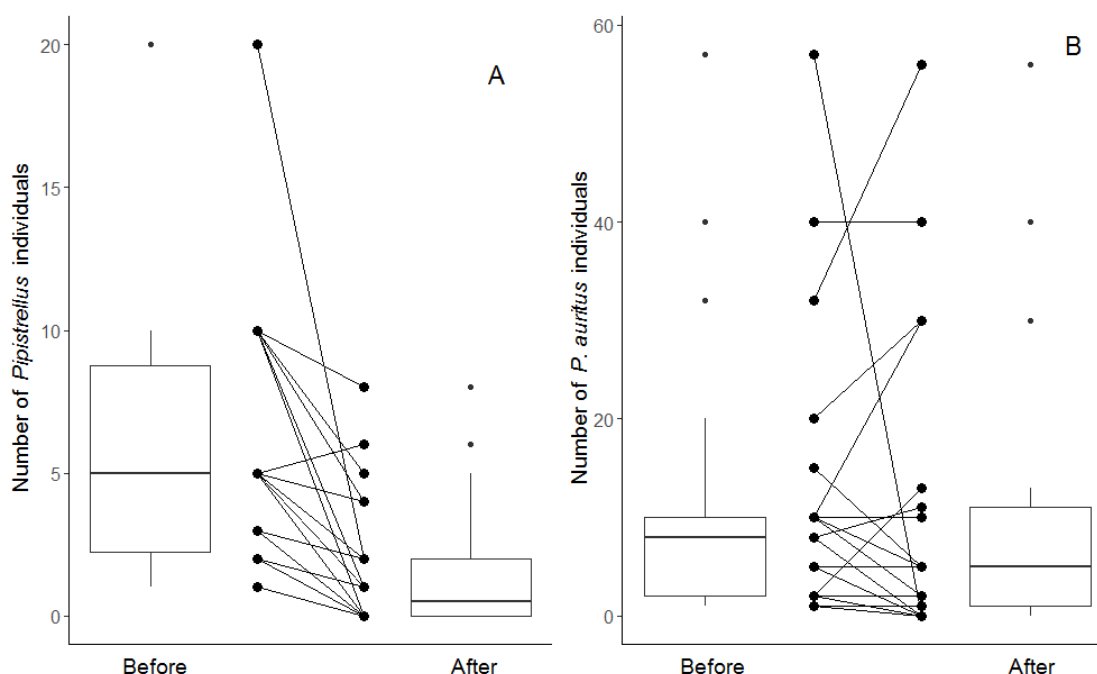 Number of Pipistrellus individuals
20
15
10
5
0
A
Before
After
Number of P. auritus individuals
60
40
20
0
B
Before
After